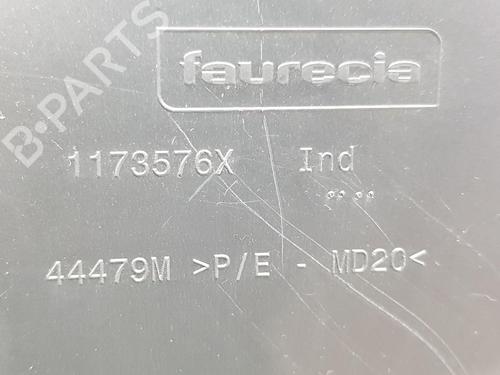 B-PARTS
faurecia
1173576X Ind
44479M >P/E - MD20<